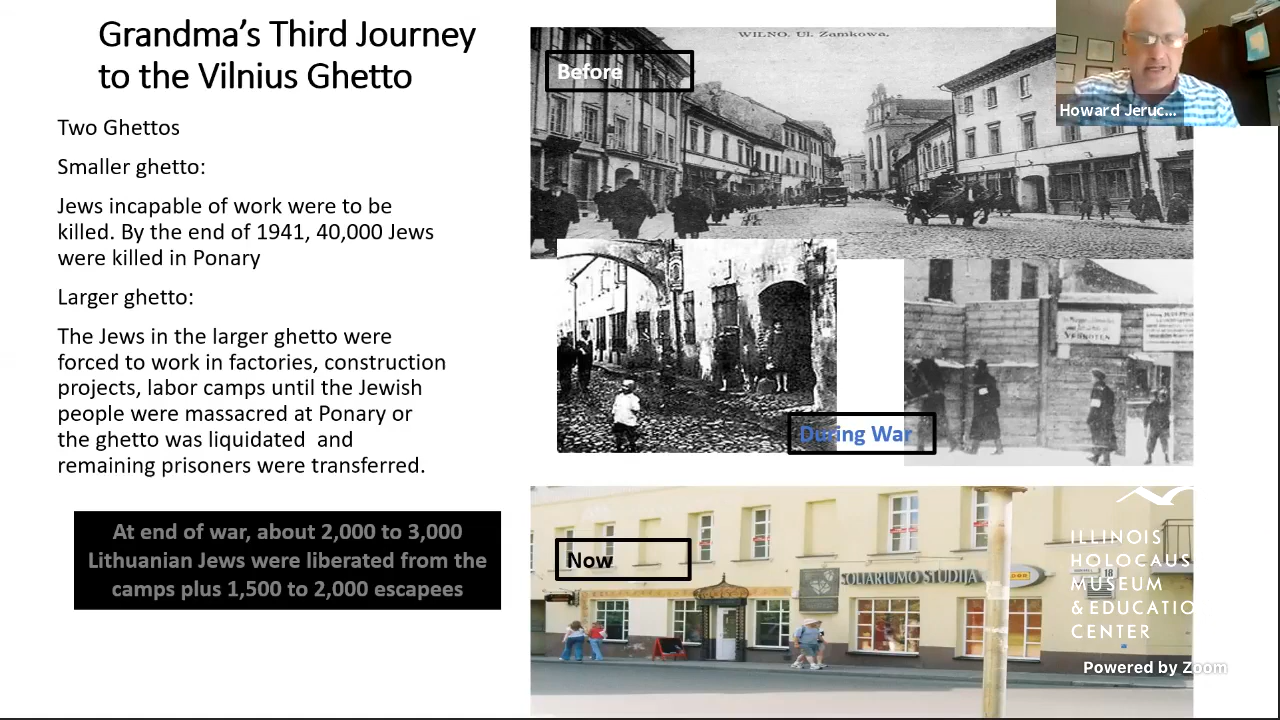 Grandma’s Third Journey
to the Vilnius Ghetto
Two Ghettos
Smaller ghetto:
Jews incapable of work were to be
killed. By the end of 1941, 40,000 Jews
were killed in Ponary
Larger ghetto:
The Jews in the larger ghetto were
forced to work in factories, construction
projects, labor camps until the Jewish
people were massacred at Ponary or
the ghetto was liquidated  and
remaining prisoners were transferred.
At end of war, about 2,000 to 3,000
Lithuanian Jews were liberated from the
camps plus 1,500 to 2,000 escapees
WILNO. Ul. Zamkowa.
Before
Howard Jeruc...
VERBOTEN
During War
Now
SOLIARIUMO STUDIJA
18
ILLINOIS
HOLOCAUS
MUSEUM
& EDUCATIO
CENTER
Powered by Zoom